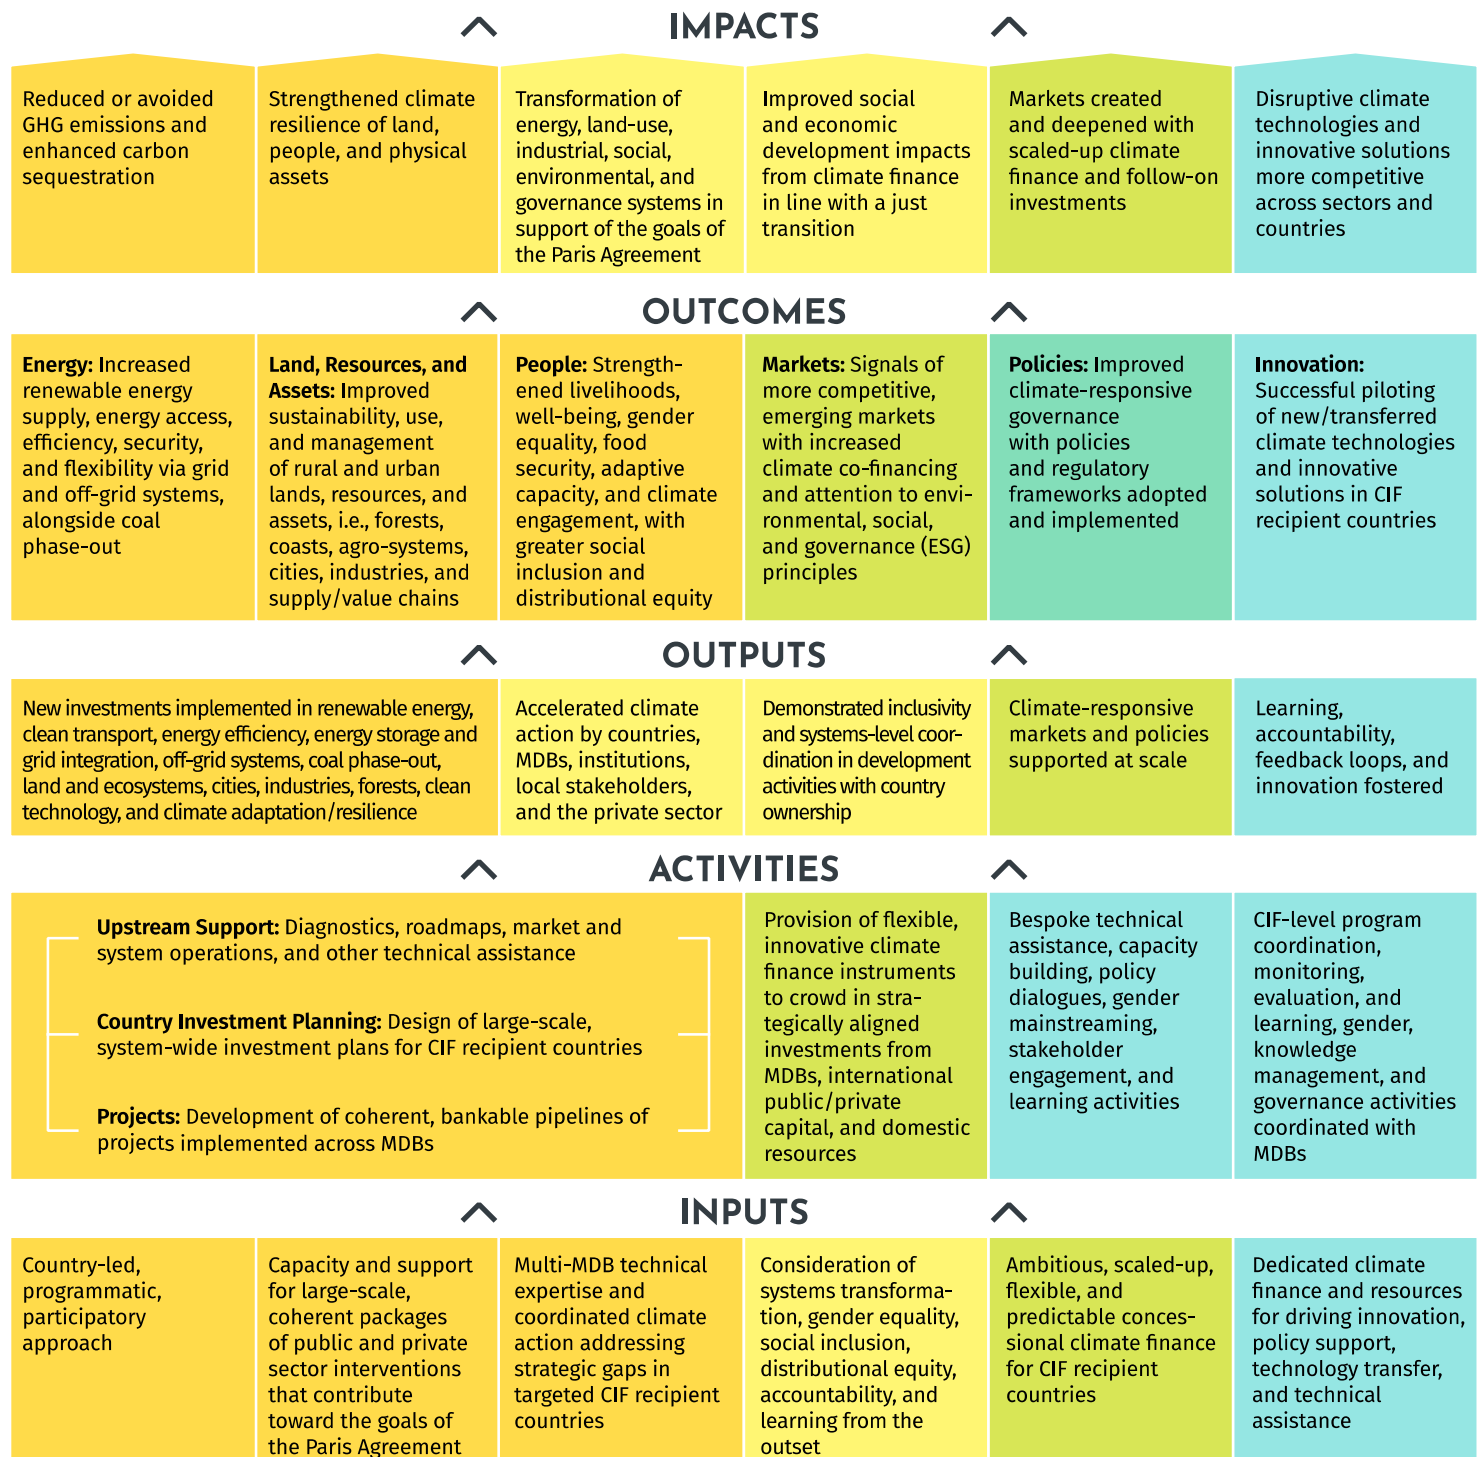 IMPACTS
Reduced or avoided
GHG emissions and
enhanced carbon
sequestration
Strengthened climate
resilience of land,
people, and physical
assets
Transformation of
energy, land-use,
industrial, social,
environmental, and
governance systems in
support of the goals of
the Paris Agreement
Improved social
and economic
development impacts
from climate finance
in line with a just
transition
Markets created
and deepened with
scaled-up climate
finance and follow-on
investments
Disruptive climate
technologies and
innovative solutions
more competitive
across sectors and
countries
OUTCOMES
Energy: Increased
renewable energy
supply, energy access,
efficiency, security,
and flexibility via grid
and off-grid systems,
alongside coal
phase-out
Land, Resources, and
Assets: Improved
sustainability, use,
and management
of rural and urban
lands, resources, and
assets, i.e., forests,
coasts, agro-systems,
cities, industries, and
supply/value chains
People: Strength-
ened livelihoods,
well-being, gender
equality, food
security, adaptive
capacity, and climate
engagement, with
greater social
inclusion and
distributional equity
Markets: Signals of
more competitive,
emerging markets
with increased
climate co-financing
and attention to envi-
ronmental, social,
and governance (ESG)
principles
Policies: Improved
climate-responsive
governance
with policies
and regulatory
frameworks adopted
and implemented
Innovation:
Successful piloting
of new/transferred
climate technologies
and innovative
solutions in CIF
recipient countries
OUTPUTS
New investments implemented in renewable energy,
clean transport, energy efficiency, energy storage and
grid integration, off-grid systems, coal phase-out,
land and ecosystems, cities, industries, forests, clean
technology, and climate adaptation/resilience
Accelerated climate
action by countries,
MDBs, institutions,
local stakeholders,
and the private sector
Demonstrated inclusivity
and systems-level coor-
dination in development
activities with country
ownership
Climate-responsive
markets and policies
supported at scale
Learning,
accountability,
feedback loops, and
innovation fostered
ACTIVITIES
Upstream Support: Diagnostics, roadmaps, market and
system operations, and other technical assistance
Country Investment Planning: Design of large-scale,
system-wide investment plans for CIF recipient countries
Projects: Development of coherent, bankable pipelines of
projects implemented across MDBs
Provision of flexible,
innovative climate
finance instruments
to crowd in stra-
tegically aligned
investments from
MDBs, international
public/private
capital, and domestic
resources
Bespoke technical
assistance, capacity
building, policy
dialogues, gender
mainstreaming,
stakeholder
engagement, and
learning activities
CIF-level program
coordination,
monitoring,
evaluation, and
learning, gender,
knowledge
management, and
governance activities
coordinated with
MDBs
INPUTS
Country-led,
programmatic,
participatory
approach
Capacity and support
for large-scale,
coherent packages
of public and private
sector interventions
that contribute
toward the goals of
the Paris Agreement
Multi-MDB technical
expertise and
coordinated climate
action addressing
strategic gaps in
targeted CIF recipient
countries
Consideration of
systems transforma-
tion, gender equality,
social inclusion,
distributional equity,
accountability, and
learning from the
outset
Ambitious, scaled-up,
flexible, and
predictable conces-
sional climate finance
for CIF recipient
countries
Dedicated climate
finance and resources
for driving innovation,
policy support,
technology transfer,
and technical
assistance